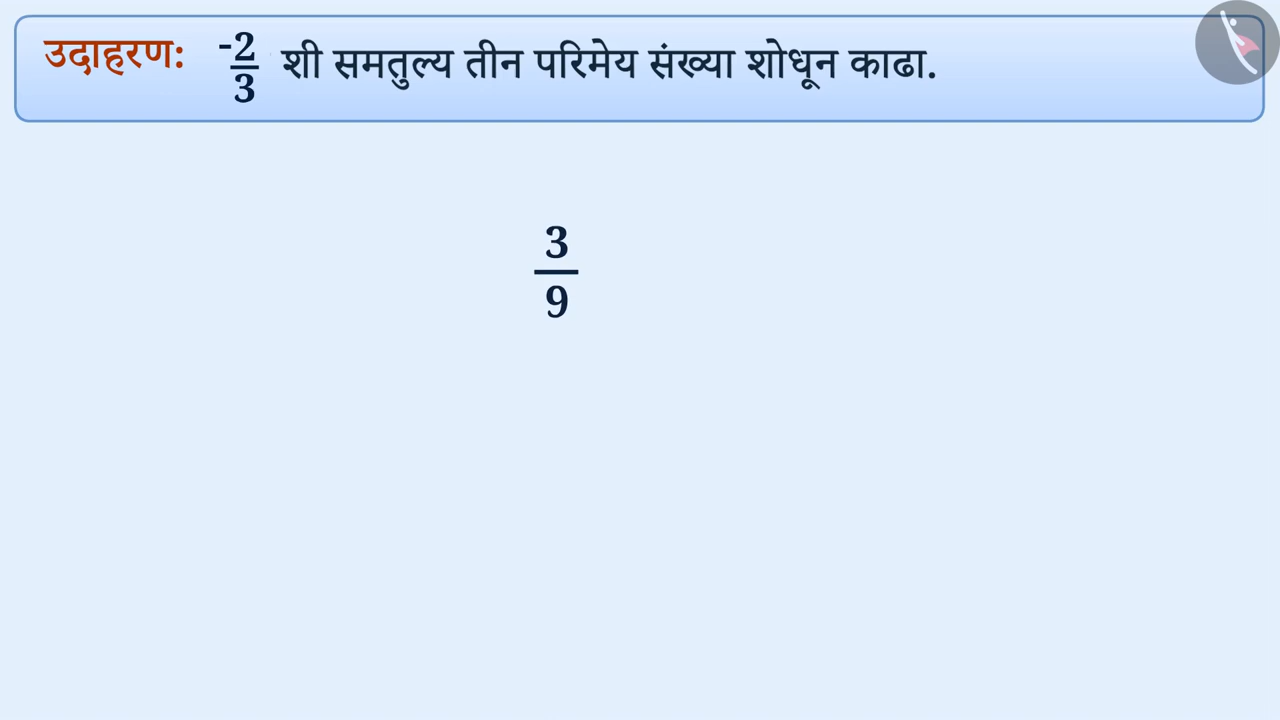 उदाहरण: -2/3 शी समतुल्य तीन परिमेय संख्या शोधून काढा.
3
9